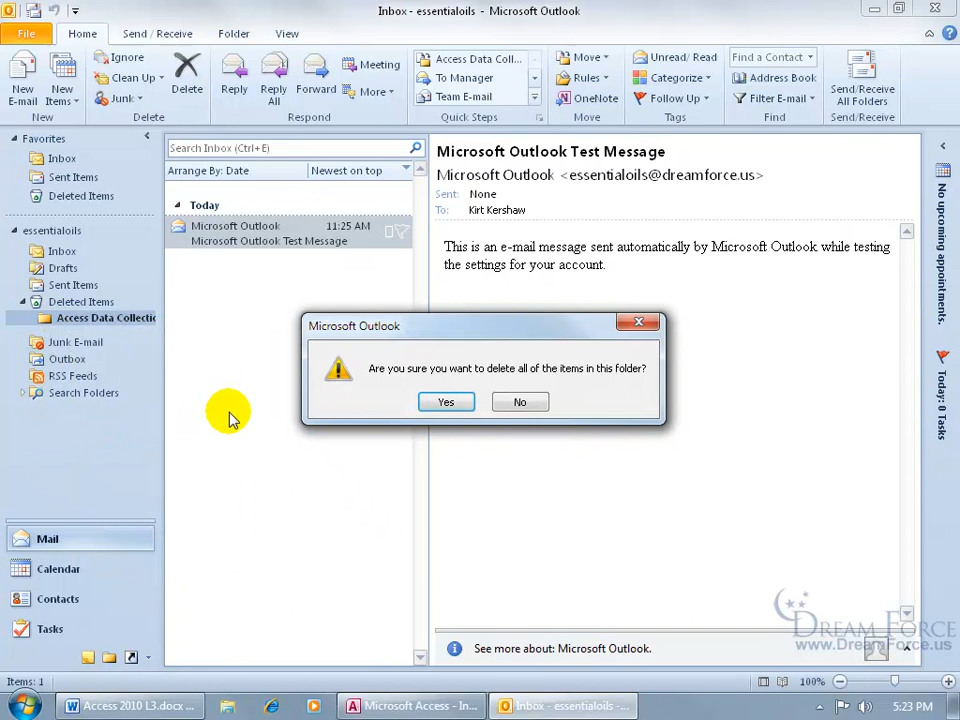 Inbox - essentialoils - Microsoft Outlook
File Home Send / Receive Folder View
New E-mail
New Items
New
Ignore
Clean Up
Junk
Delete
Delete
Reply
Reply All
Forward
Meeting
More
Respond
Access Data Collec...
To Manager
Team E-mail
Quick Steps
Move
Rules
OneNote
Move
Unread/ Read
Categorize
Follow Up
Tags
Find a Contact
Address Book
Filter E-mail
Find
Send/Receive All Folders
Send/Receive
Favorites
Inbox
Sent Items
Deleted Items
essentialoils
Inbox
Drafts
Sent Items
Deleted Items
Access Data Collectic
Junk E-mail
Outbox
RSS Feeds
Search Folders
Mail
Calendar
Contacts
Tasks
Search Inbox (Ctrl+E)
Arrange By: Date Newest on top
Today
Microsoft Outlook 11:25 AM
Microsoft Outlook Test Message
Microsoft Outlook Test Message
Microsoft Outlook <essentialoils@dreamforce.us>
Sent: None
To: Kirt Kershaw
This is an e-mail message sent automatically by Microsoft Outlook while testing
the settings for your account.
Microsoft Outlook
Are you sure you want to delete all of the items in this folder?
Yes No
See more about: Microsoft Outlook.
No upcoming appointments.
Today: 0 Tasks
DREAM FORCE
www.DreamForce.us
Items: 1 100%
Access 2010 L3.docx ...
Microsoft Access - In...
Inbox - essentialoils -...
5:23 PM